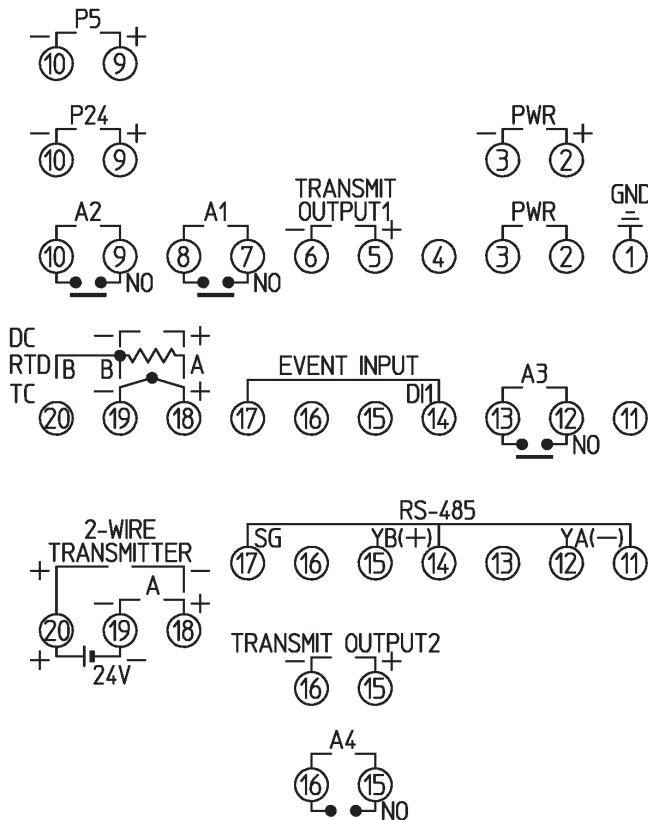 P5
− +
10 9
P24 PWR
− + − +
10 9 3 2
A2 A1 TRANSMIT OUTPUT1 PWR GND
− +
10 9 8 7 6 5 4 3 2 1
NO NO
DC − +
RTD B B A
TC − +
EVENT INPUT
DI1
A3
20 19 18 17 16 15 14 13 12 11
NO
2-WIRE
TRANSMITTER
+ −
A
− +
20 19 18
+ −
24V
RS-485
SG YB(+) YA(−)
17 16 15 14 13 12 11
TRANSMIT OUTPUT2
− +
16 15
A4
16 15
NO